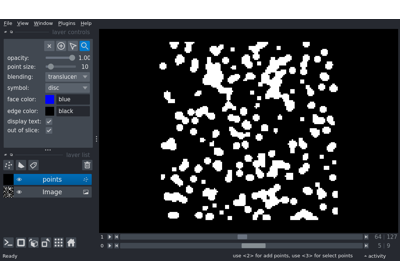 File View Window Plugins Help
layer controls
opacity: 1.00
point size: 10
blending: translucen
symbol: disc
face color: blue
edge color: black
display text:
out of slice:
layer list
points
Image
1 64 127
0 5 9
Ready use <2> for add points, use <3> for select points activity